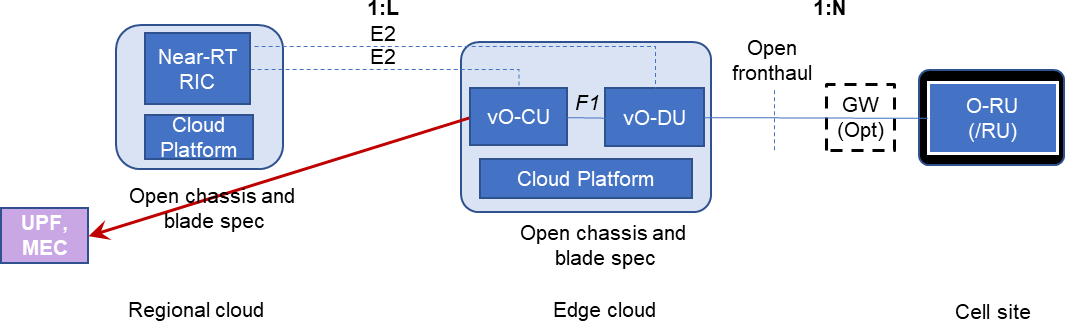 1:L
1:N
E2
E2
Near-RT
RIC
Cloud
Platform
Open chassis and
blade spec
UPF,
MEC
vO-CU
F1
vO-DU
Cloud Platform
Open chassis and
blade spec
Open
fronthaul
GW
(Opt)
O-RU
(/RU)
Regional cloud
Edge cloud
Cell site